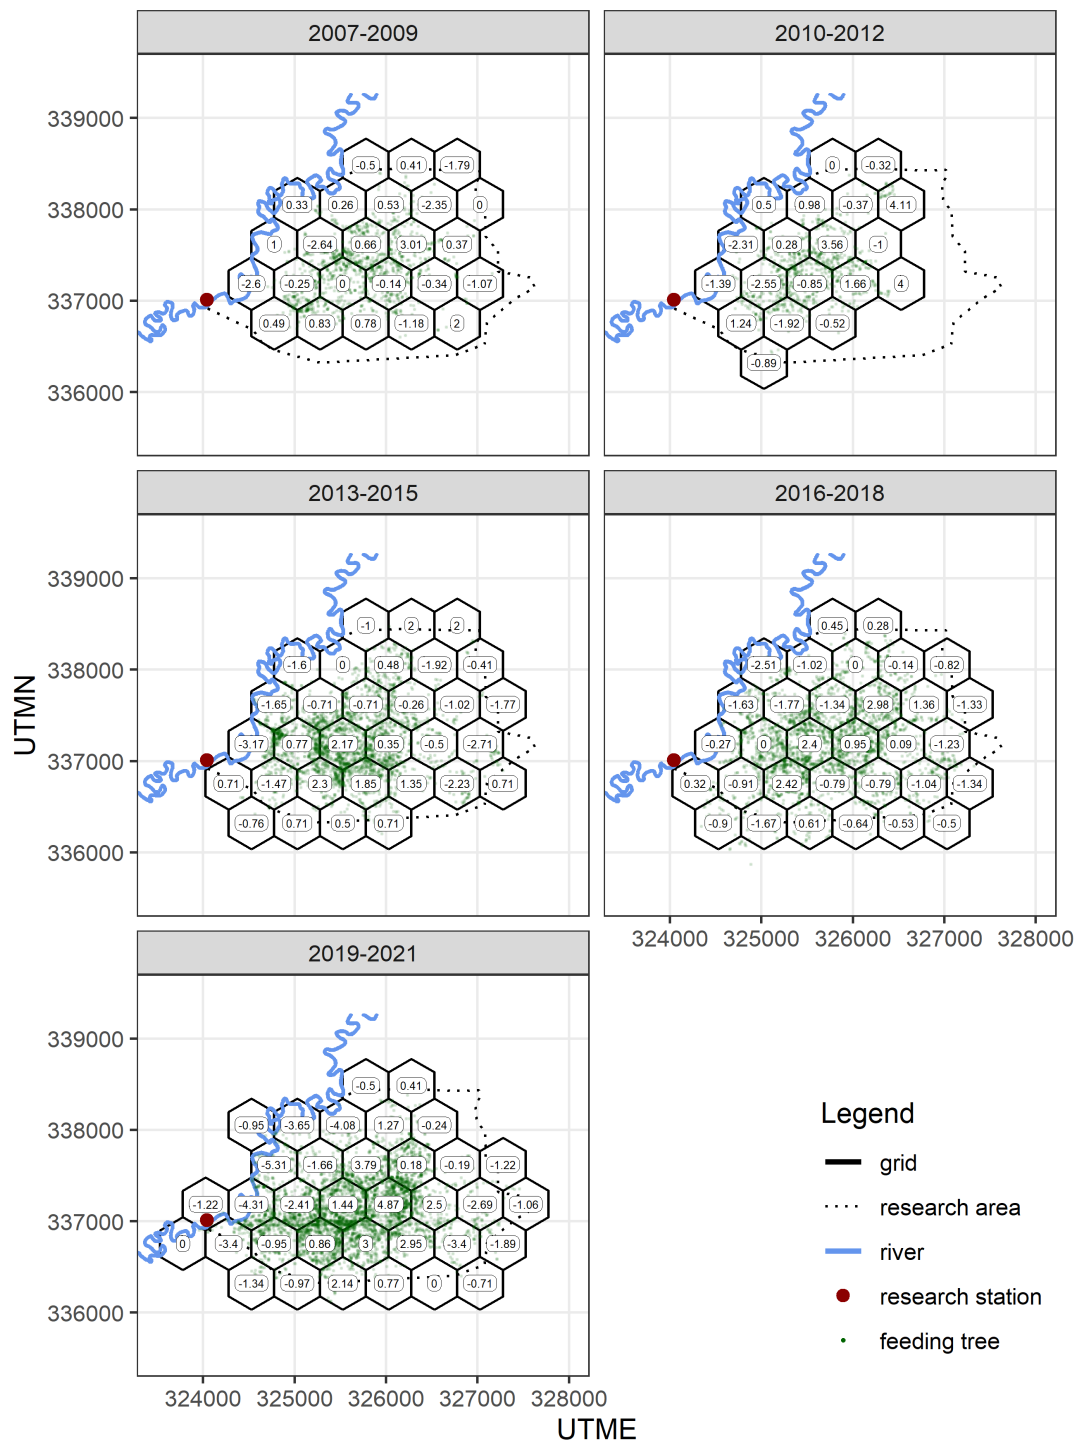 2007-2009
2010-2012
339000
-0.5 0.41 -1.79
0 -0.32
338000
0.33 0.26 0.53 -2.35 0
0.5 0.98 -0.37 4.11
1 -2.64 0.66 3.01 0.37
-2.31 0.28 3.56 -1
-2.6 -0.25 0 -0.14 -0.34 -1.07
-1.39 -2.55 -0.85 1.66 4
337000
0.49 0.83 0.78 -1.18 2
1.24 -1.92 -0.52
-0.89
336000
2013-2015
2016-2018
339000
-1 2 2
0.45 0.28
338000
-1.6 0 0.48 -1.92 -0.41
-2.51 -1.02 0 -0.14 -0.82
-1.65 -0.71 -0.71 -0.26 -1.02 -1.77
-1.63 -1.77 -1.34 2.98 1.36 -1.33
-3.17 0.77 2.17 0.35 -0.5 -2.71
-0.27 0 2.4 0.95 0.09 -1.23
337000
0.71 -1.47 2.3 1.85 1.35 -2.23 0.71
0.32 -0.91 2.42 -0.79 -0.79 -1.04 -1.34
-0.76 0.71 0.5 0.71
-0.9 -1.67 0.61 -0.64 -0.53 -0.5
336000
324000 325000 326000 327000 328000
UTMN
2019-2021
339000
-0.5 0.41
338000
-0.95 -3.65 -4.08 1.27 -0.24
-5.31 -1.66 3.79 0.18 -0.19 -1.22
-1.22 -4.31 -2.41 1.44 4.87 2.5 -2.69 -1.06
337000
0 -3.4 -0.95 0.86 3 2.95 -3.4 -1.89
-1.34 -0.97 2.14 0.77 0 -0.71
336000
324000 325000 326000 327000 328000
UTME
Legend
grid
research area
river
research station
feeding tree